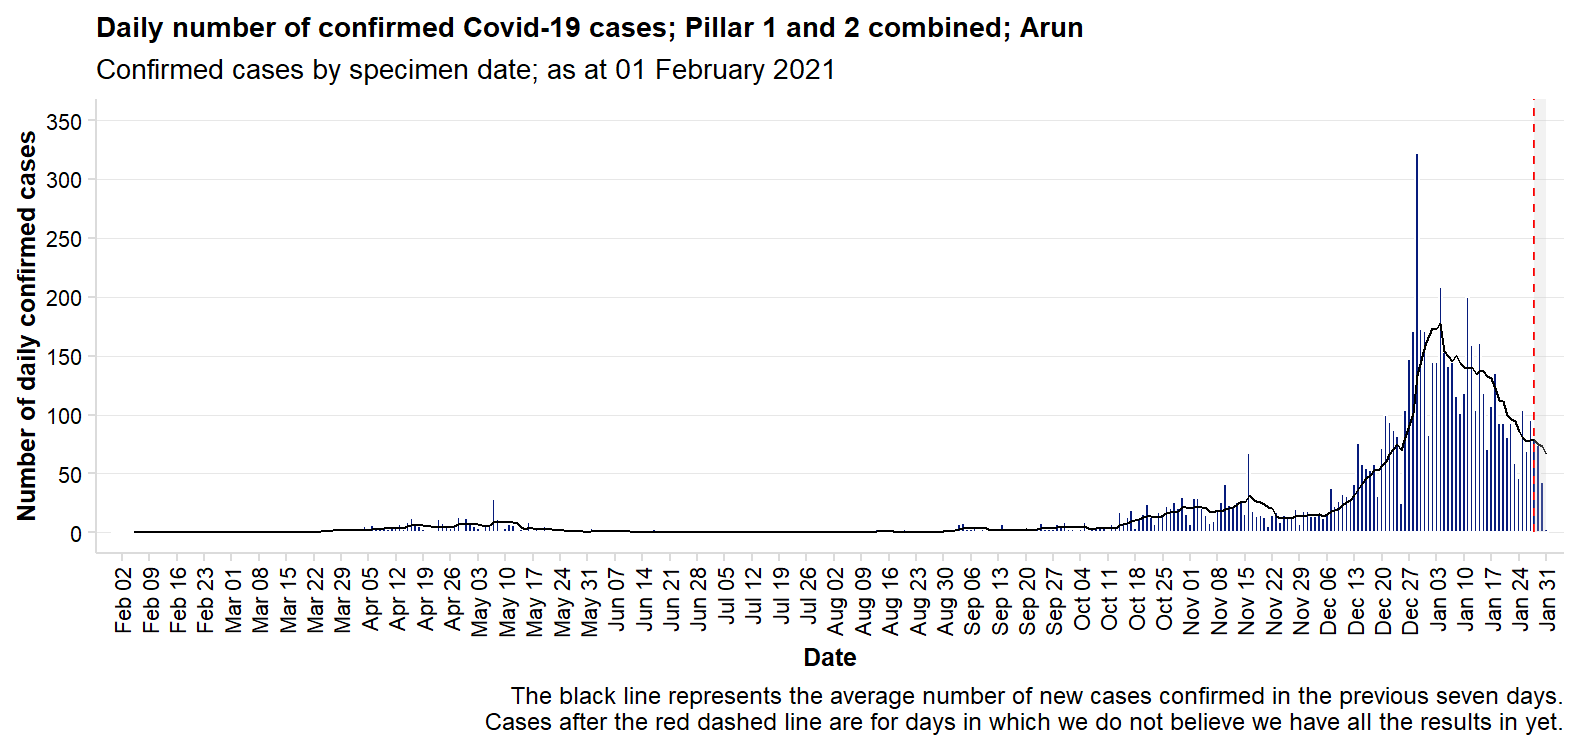 Daily number of confirmed Covid-19 cases; Pillar 1 and 2 combined; Arun
Confirmed cases by specimen date; as at 01 February 2021
Number of daily confirmed cases
350
300
250
200
150
100
50
0
Feb 02
Feb 09
Feb 16
Feb 23
Mar 01
Mar 08
Mar 15
Mar 22
Mar 29
Apr 05
Apr 12
Apr 19
Apr 26
May 03
May 10
May 17
May 24
May 31
Jun 07
Jun 14
Jun 21
Jun 28
Jul 05
Jul 12
Jul 19
Jul 26
Aug 02
Aug 09
Aug 16
Aug 23
Aug 30
Sep 06
Sep 13
Sep 20
Sep 27
Oct 04
Oct 11
Oct 18
Oct 25
Nov 01
Nov 08
Nov 15
Nov 22
Nov 29
Dec 06
Dec 13
Dec 20
Dec 27
Jan 03
Jan 10
Jan 17
Jan 24
Jan 31
Date
The black line represents the average number of new cases confirmed in the previous seven days.
Cases after the red dashed line are for days in which we do not believe we have all the results in yet.